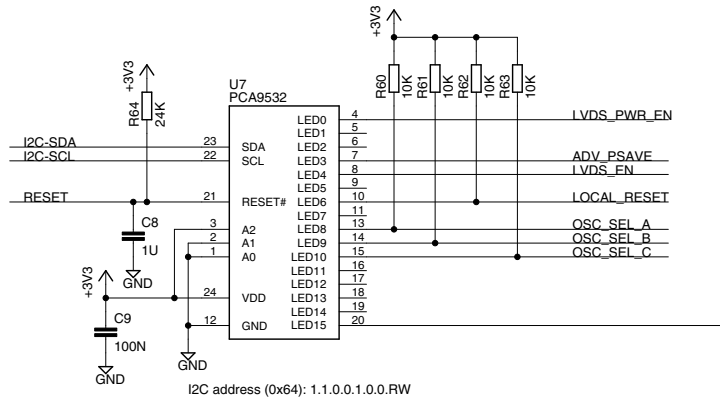 +3V3
R60
10K
R61
10K
R62
10K
R63
10K
+3V3
R64
24K
U7
PCA9532
I2C-SDA 23 SDA
I2C-SCL 22 SCL
RESET 21 RESET#
3 A2
2 A1
1 A0
24 VDD
12 GND
LED0 4 LVDS_PWR_EN
LED1 5
LED2 6
LED3 7 ADV_PSAVE
LED4 8 LVDS_EN
LED5 9
LED6 10 LOCAL_RESET
LED7 11
LED8 13 OSC_SEL_A
LED9 14 OSC_SEL_B
LED10 15 OSC_SEL_C
LED11 16
LED12 17
LED13 18
LED14 19
LED15 20
C8
1U
GND
+3V3
C9
100N
GND
GND
I2C address (0x64): 1.1.0.0.1.0.0.RW